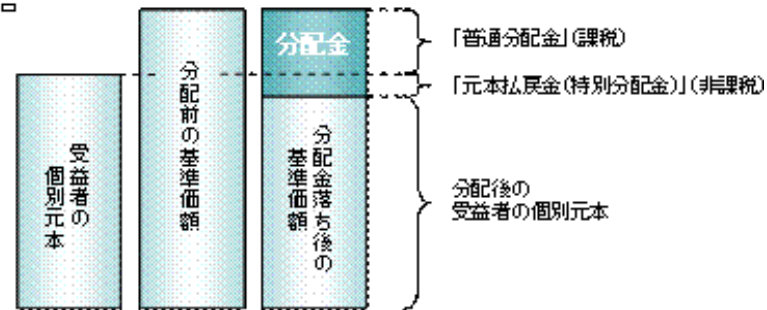 受益者の
個別元本
分配前の基準価額
分配金
分配金落ち後の
基準価額
「普通分配金」(課税)
「元本払戻金(特別分配金)」(非課税)
分配後の
受益者の個別元本